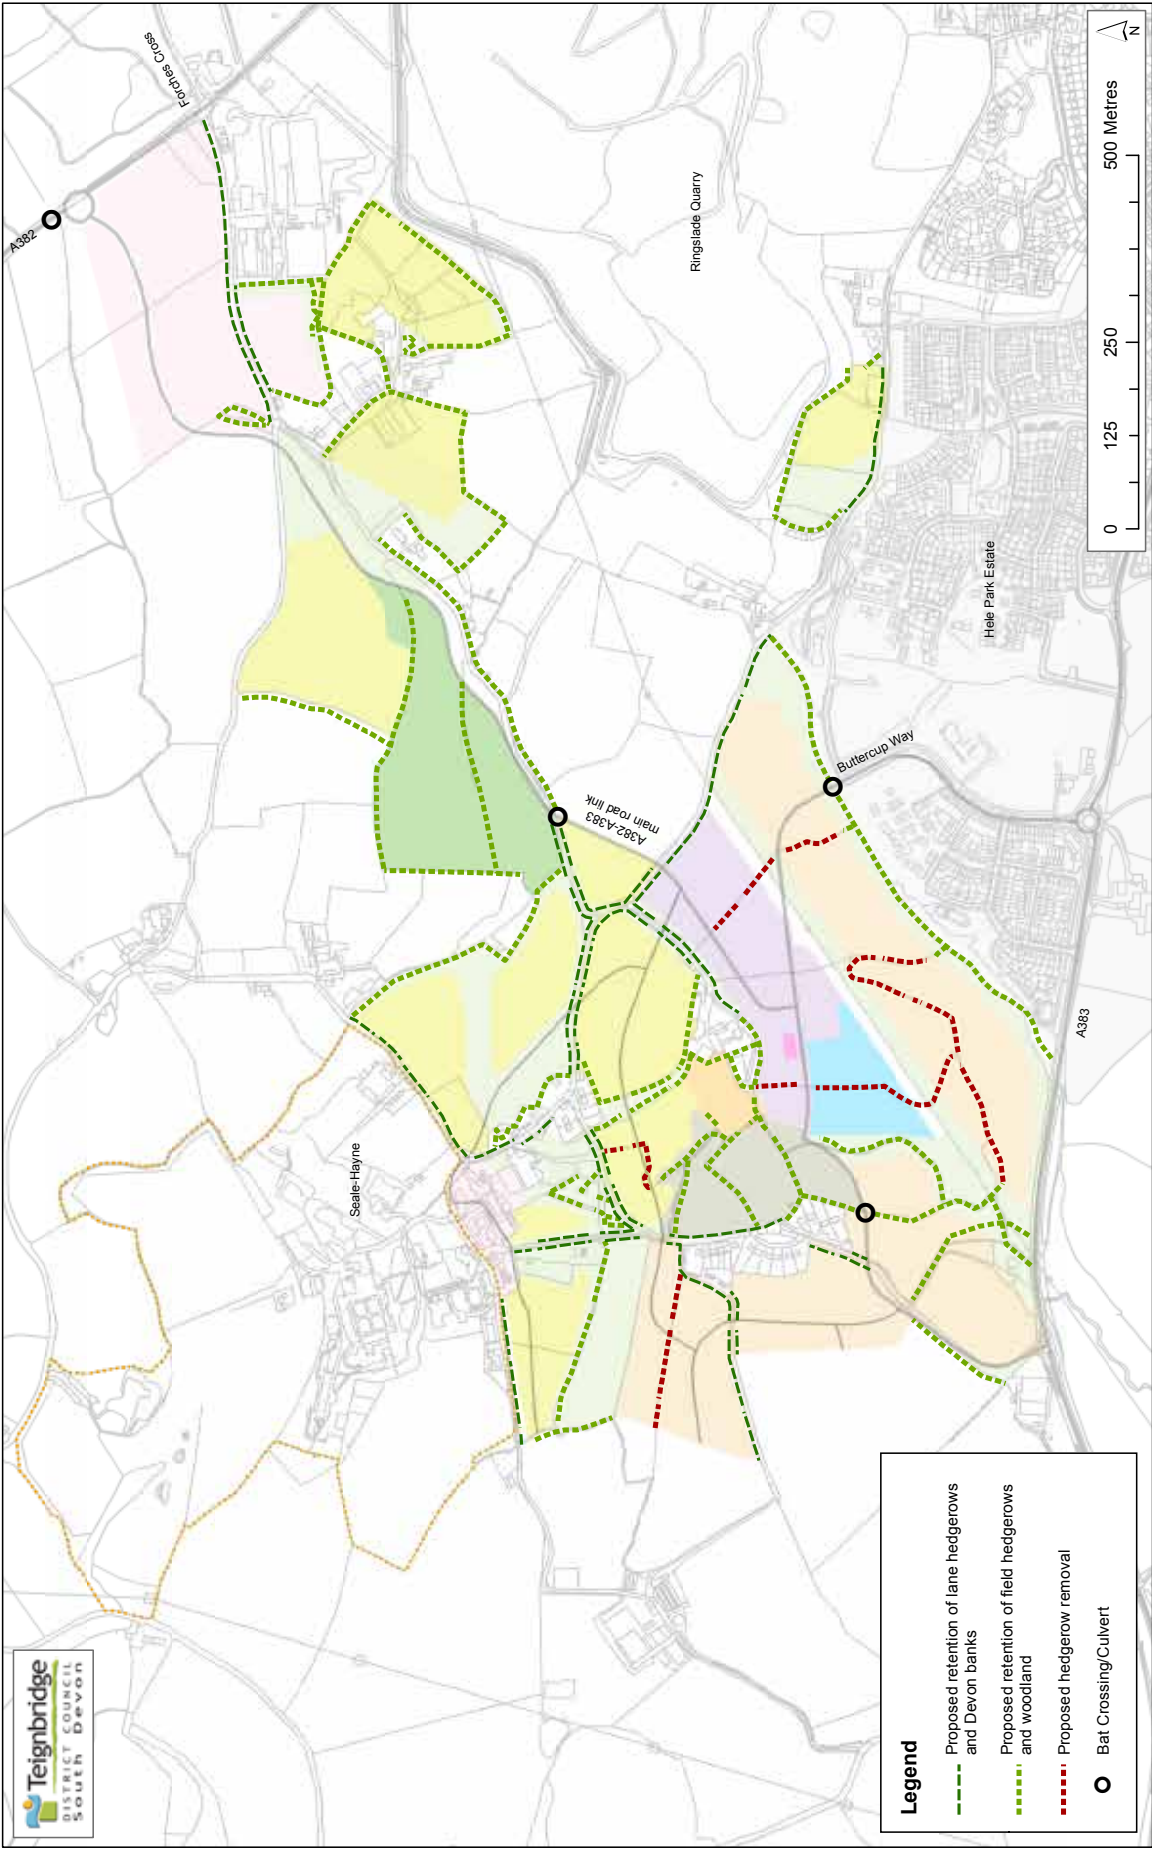 Teignbridge
DISTRICT COUNCIL
South Devon
Forches Cross
A382
Ringslade Quarry
Seale-Hayne
A382-A383
main road link
Buttercup Way
Hele Park Estate
A383
Legend
Proposed retention of lane hedgerows
and Devon banks
Proposed retention of field hedgerows
and woodland
Proposed hedgerow removal
Bat Crossing/Culvert
0 125 250 500 Metres
N